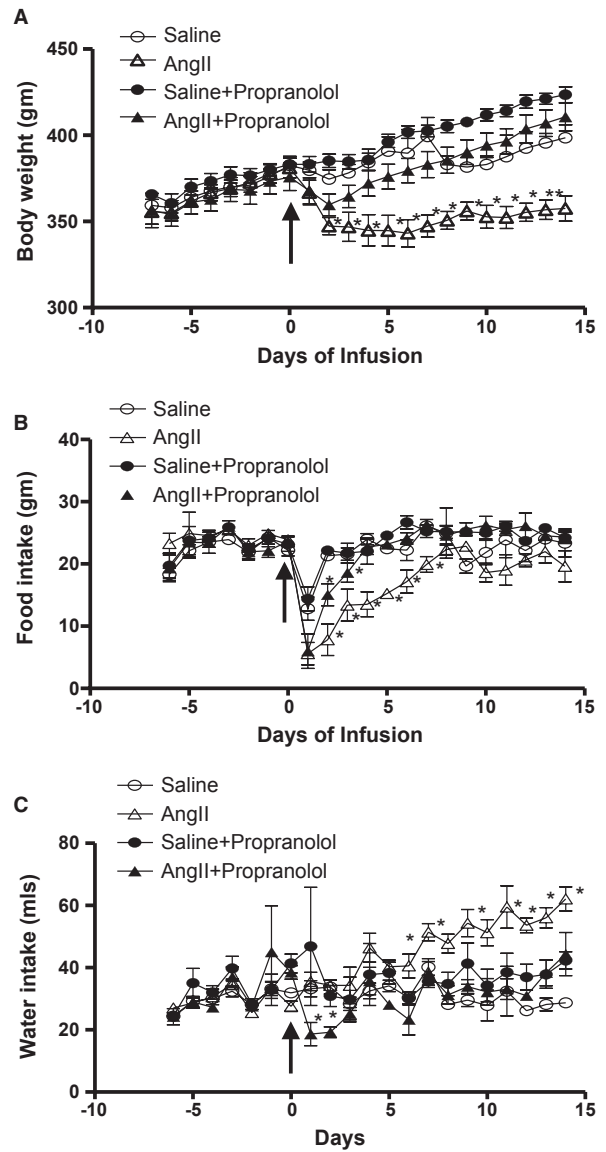 A
Saline
AngII
Saline+Propranolol
AngII+Propranolol
450
400
350
300
Body weight (gm)
* * * * * * * * * * * **
-10 -5 0 5 10 15
Days of Infusion
B
Saline
AngII
Saline+Propranolol
AngII+Propranolol
40
30
20
10
0
Food intake (gm)
* * * * * * * * *
-10 -5 0 5 10 15
Days of Infusion
C
Saline
AngII
Saline+Propranolol
AngII+Propranolol
80
60
40
20
0
Water intake (mls)
* * * * * * * * *
-10 -5 0 5 10 15
Days